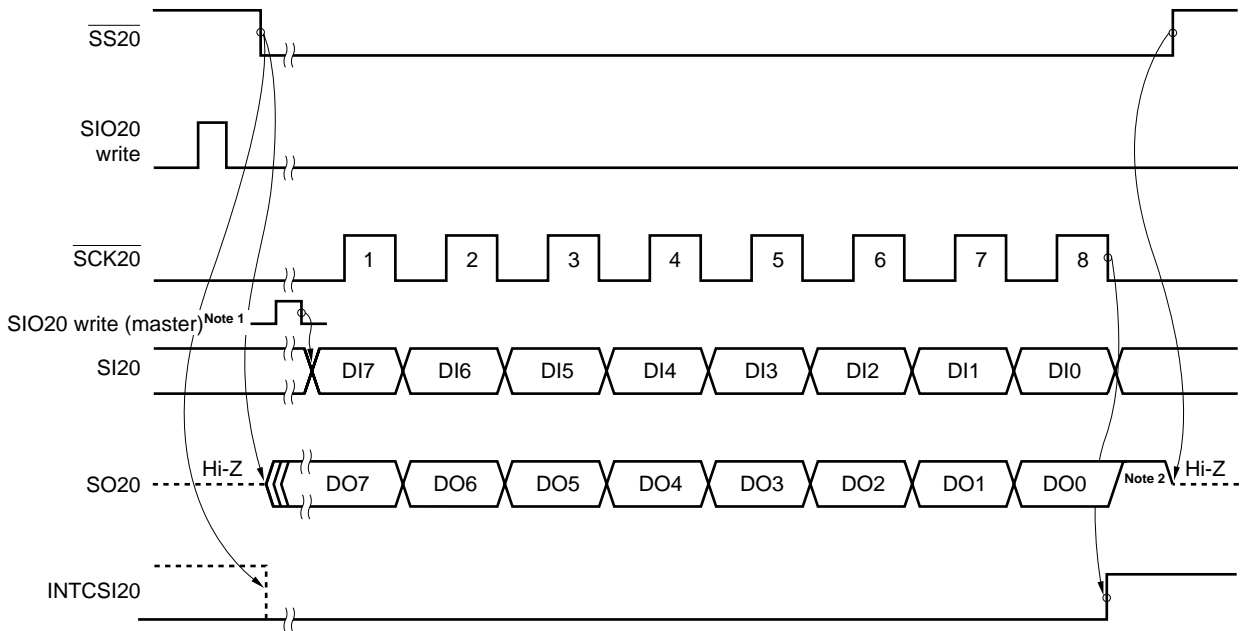 SS20
SIO20
write
SCK20
1 2 3 4 5 6 7 8
SIO20 write (master)Note 1
SI20
DI7 DI6 DI5 DI4 DI3 DI2 DI1 DI0
Hi-Z
SO20
DO7 DO6 DO5 DO4 DO3 DO2 DO1 DO0
Note 2
Hi-Z
INTCSI20